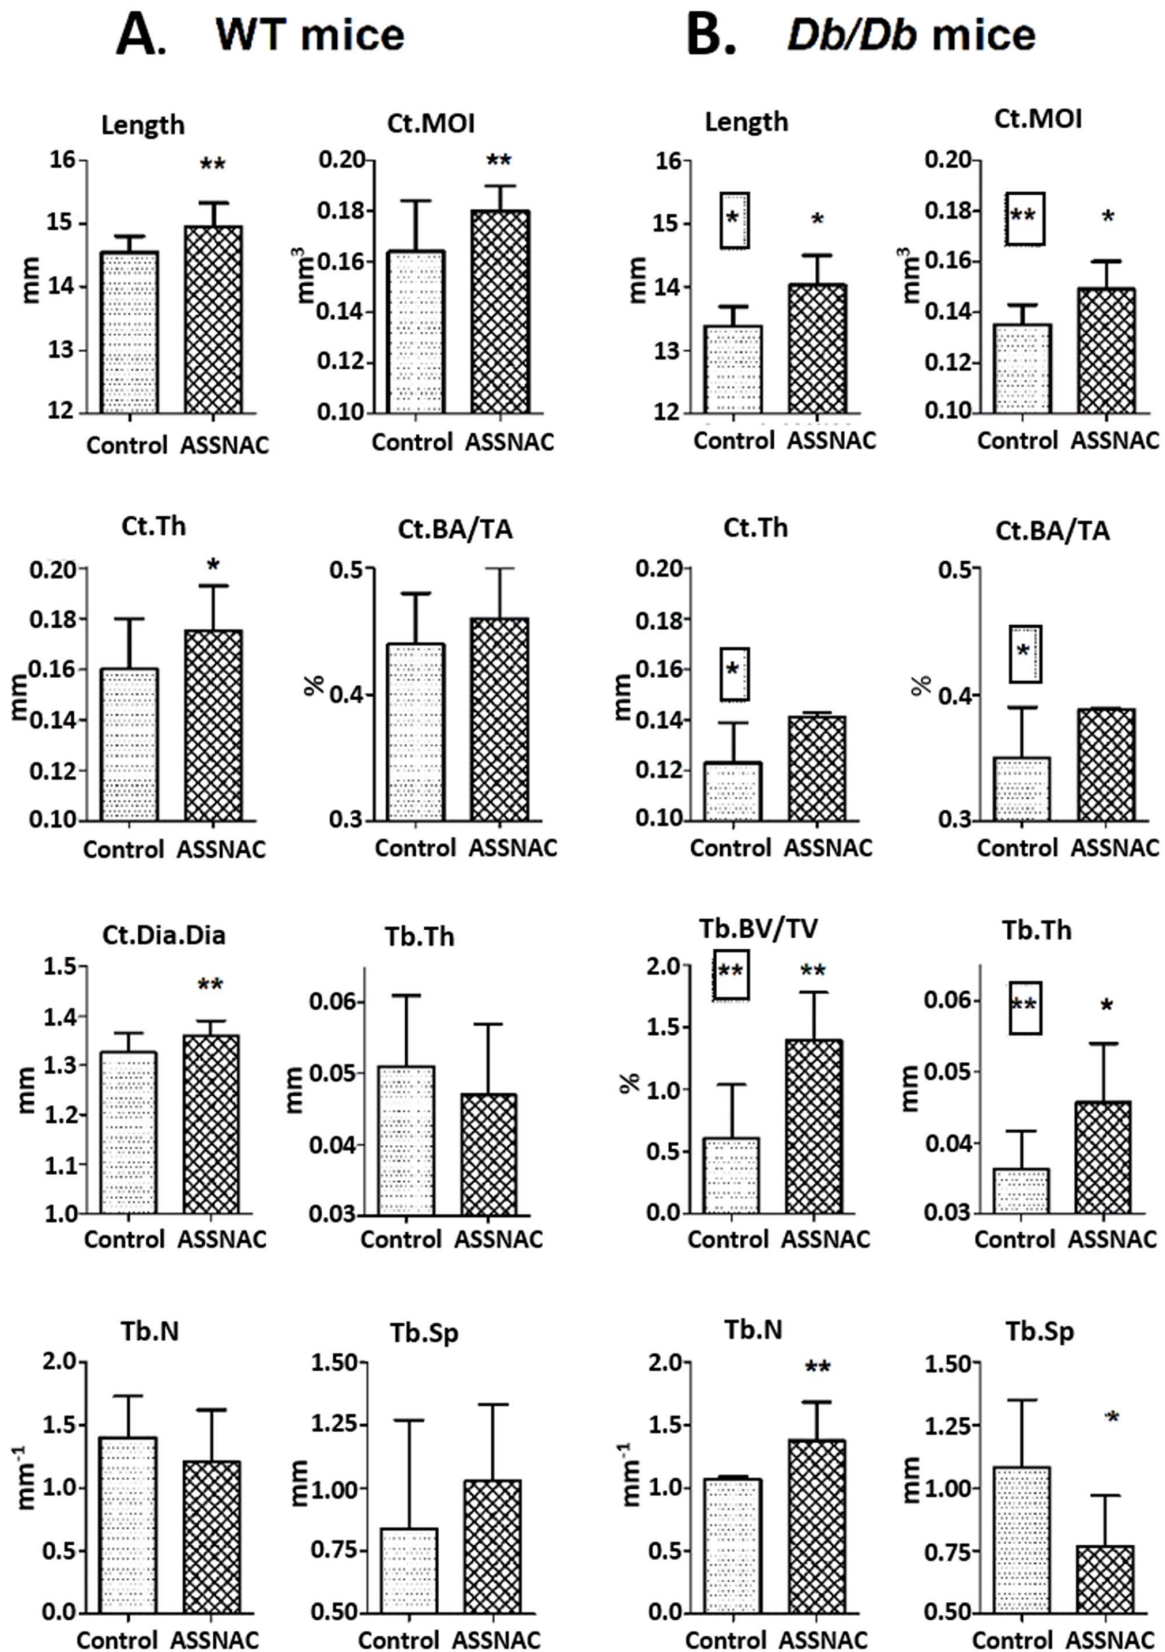 A. WT mice
B. Db/Db mice
Length
**
16
15
14
13
12
mm
Control ASSNAC
Ct.MOI
**
0.20
0.18
0.16
0.14
0.12
0.10
mm³
Control ASSNAC
Length
*
*
16
15
14
13
12
mm
Control ASSNAC
Ct.MOI
**
*
0.20
0.18
0.16
0.14
0.12
0.10
mm³
Control ASSNAC
Ct.Th
*
0.20
0.18
0.16
0.14
0.12
0.10
mm
Control ASSNAC
Ct.BA/TA
0.5
0.4
0.3
%
Control ASSNAC
Ct.Th
*
0.20
0.18
0.16
0.14
0.12
0.10
mm
Control ASSNAC
Ct.BA/TA
*
0.5
0.4
0.3
%
Control ASSNAC
Ct.Dia.Dia
**
1.5
1.4
1.3
1.2
1.1
1.0
mm
Control ASSNAC
Tb.Th
0.06
0.05
0.04
0.03
mm
Control ASSNAC
Tb.BV/TV
**
**
2.0
1.5
1.0
0.5
0.0
%
Control ASSNAC
Tb.Th
**
*
0.06
0.05
0.04
0.03
mm
Control ASSNAC
Tb.N
2.0
1.5
1.0
0.5
0.0
mm⁻¹
Control ASSNAC
Tb.Sp
1.50
1.25
1.00
0.75
0.50
mm
Control ASSNAC
Tb.N
**
2.0
1.5
1.0
0.5
0.0
mm⁻¹
Control ASSNAC
Tb.Sp
*
1.50
1.25
1.00
0.75
0.50
mm
Control ASSNAC